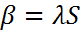 β = λS